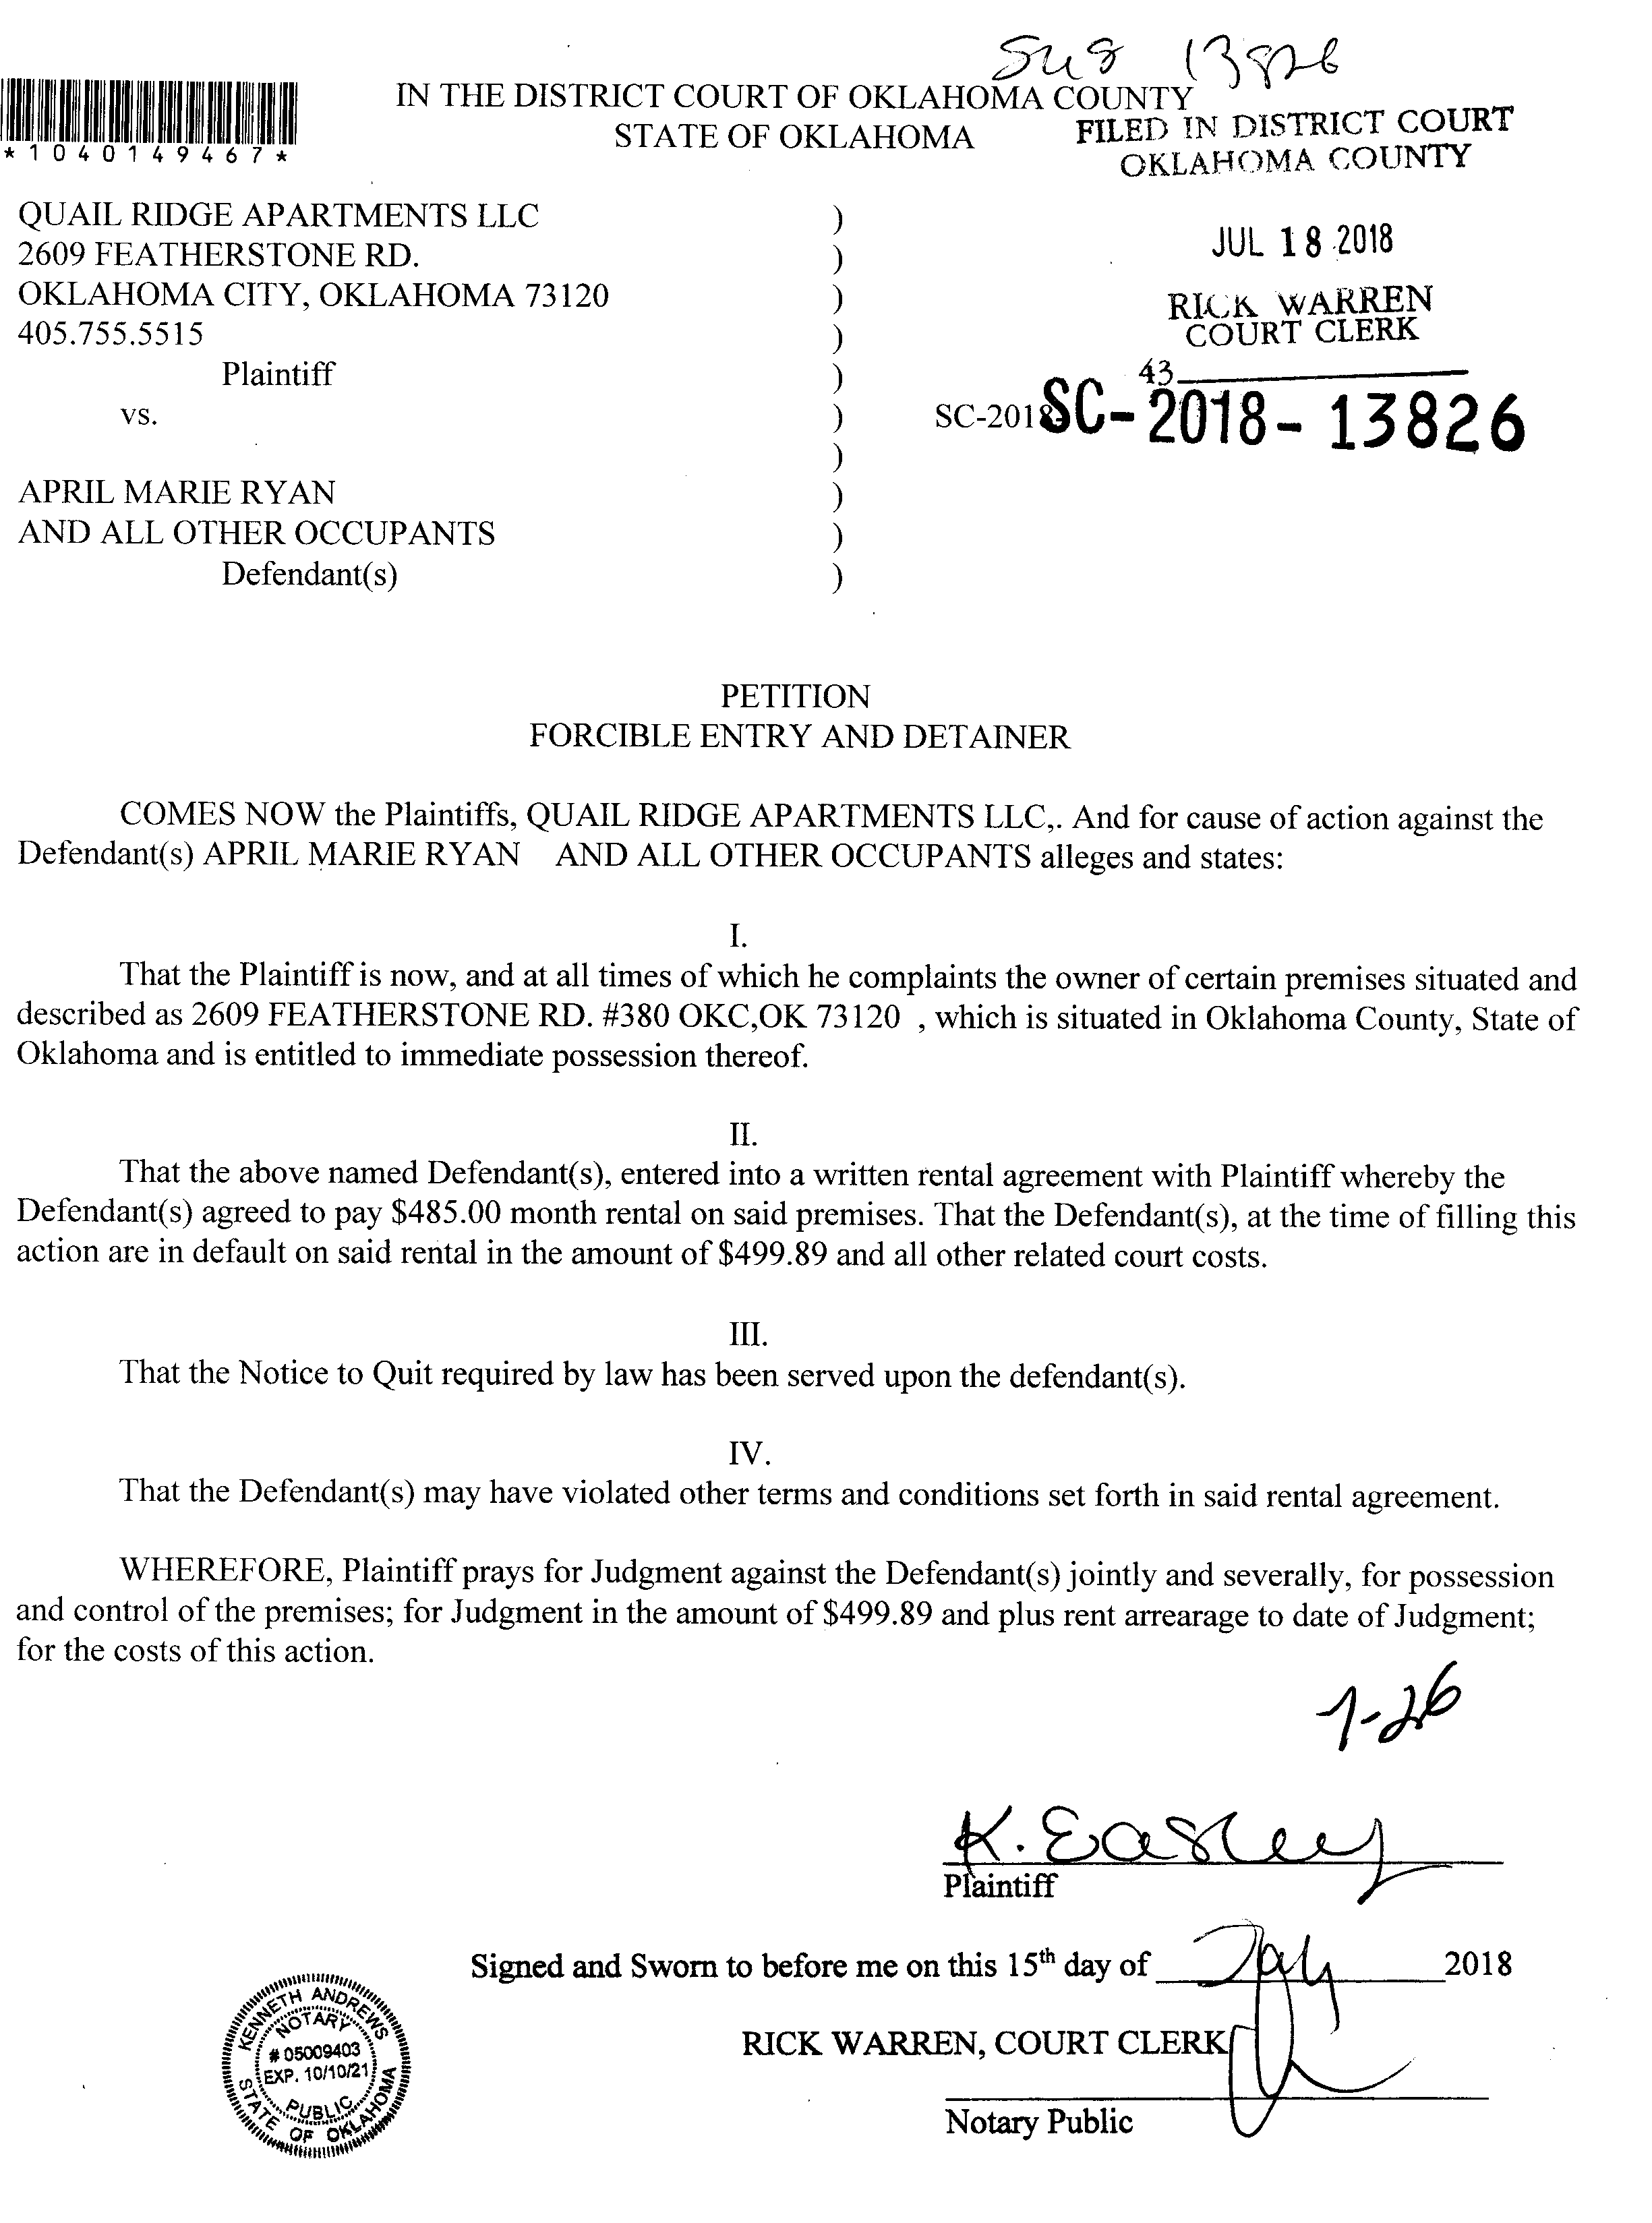 Sus 13826
IN THE DISTRICT COURT OF OKLAHOMA COUNTY
STATE OF OKLAHOMA
FILED IN DISTRICT COURT
OKLAHOMA COUNTY
*1040149467*
QUAIL RIDGE APARTMENTS LLC )
2609 FEATHERSTONE RD. )
OKLAHOMA CITY, OKLAHOMA 73120 )
405.755.5515 )
Plaintiff )
vs. )
)
APRIL MARIE RYAN )
AND ALL OTHER OCCUPANTS )
Defendant(s) )
JUL 18 2018
RICK WARREN
COURT CLERK
43
SC-2018- SC-2018-13826
PETITION
FORCIBLE ENTRY AND DETAINER
COMES NOW the Plaintiffs, QUAIL RIDGE APARTMENTS LLC,. And for cause of action against the
Defendant(s) APRIL MARIE RYAN AND ALL OTHER OCCUPANTS alleges and states:
I.
That the Plaintiff is now, and at all times of which he complaints the owner of certain premises situated and
described as 2609 FEATHERSTONE RD. #380 OKC,OK 73120 , which is situated in Oklahoma County, State of
Oklahoma and is entitled to immediate possession thereof.
II.
That the above named Defendant(s), entered into a written rental agreement with Plaintiff whereby the
Defendant(s) agreed to pay $485.00 month rental on said premises. That the Defendant(s), at the time of filling this
action are in default on said rental in the amount of $499.89 and all other related court costs.
III.
That the Notice to Quit required by law has been served upon the defendant(s).
IV.
That the Defendant(s) may have violated other terms and conditions set forth in said rental agreement.
WHEREFORE, Plaintiff prays for Judgment against the Defendant(s) jointly and severally, for possession
and control of the premises; for Judgment in the amount of $499.89 and plus rent arrearage to date of Judgment;
for the costs of this action.
7-26
K. Easley
Plaintiff
Signed and Sworn to before me on this 15th day of July 2018
RICK WARREN, COURT CLERK
Notary Public
KENNETH ANDREWS
NOTARY
# 05009403
EXP. 10/10/21
PUBLIC
STATE OF OKLAHOMA